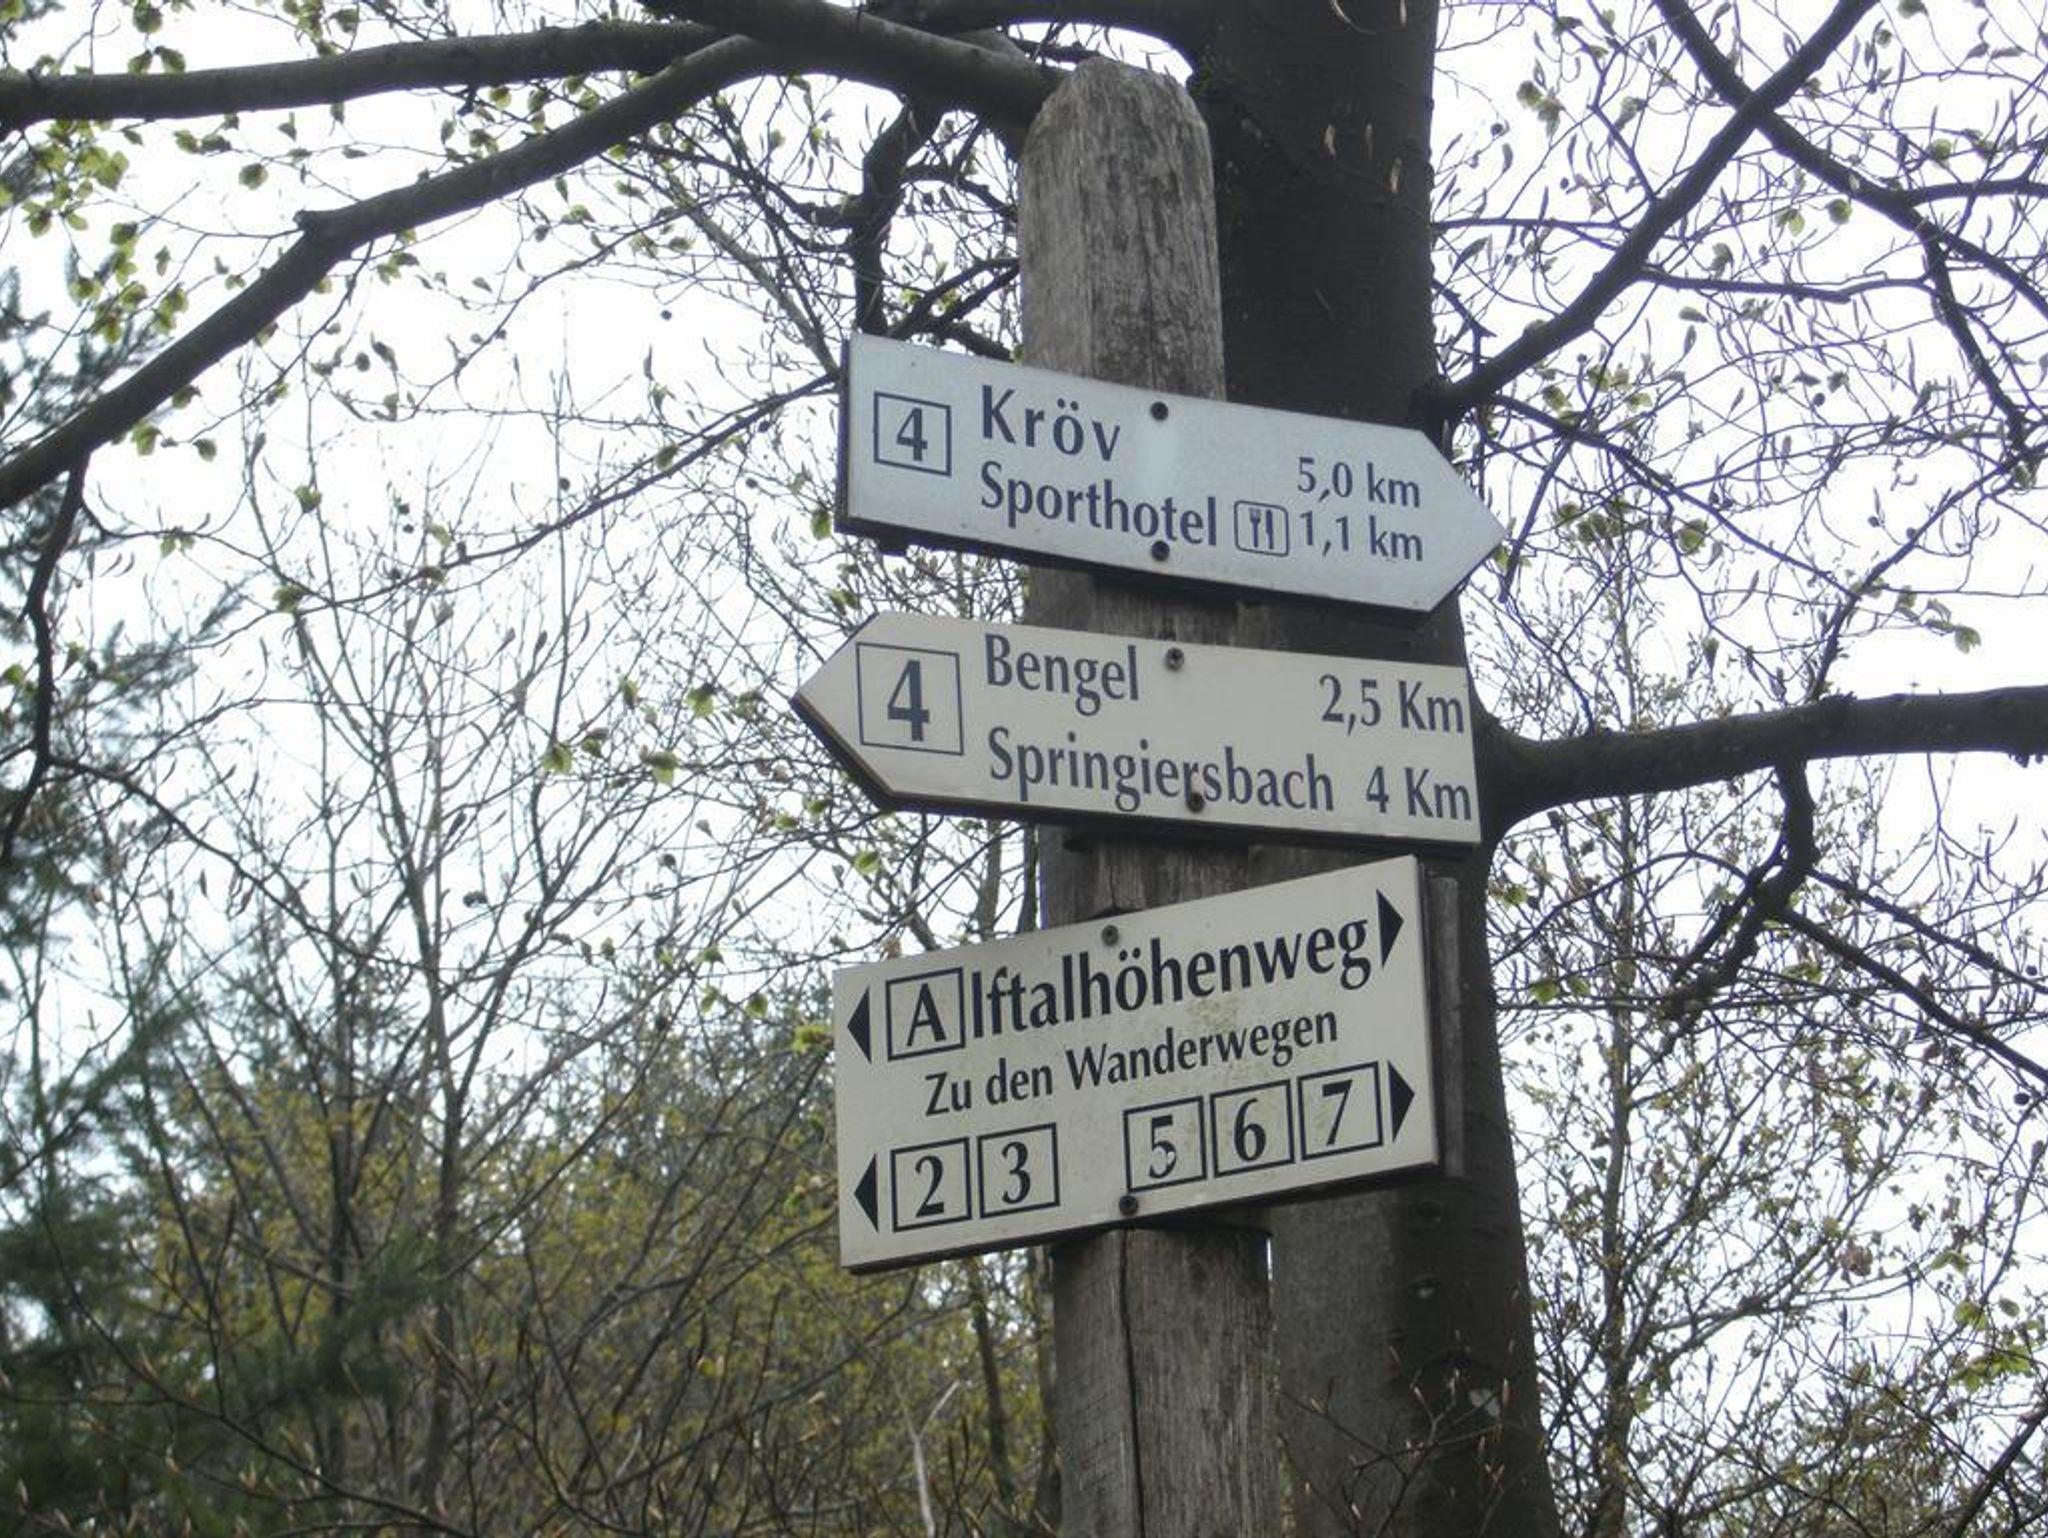 4 Kröv 5,0 km
Sporthotel 1,1 km
4 Bengel 2,5 Km
Springiersbach 4 Km
Alftalhöhenweg
Zu den Wanderwegen
2 3 5 6 7